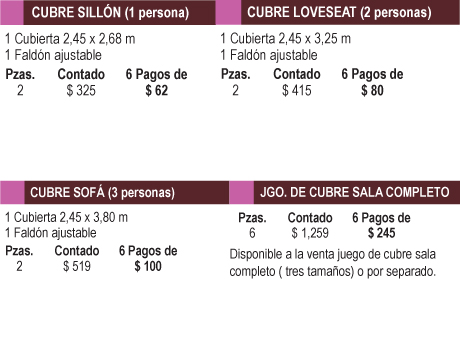 CUBRE SILLÓN (1 persona)
1 Cubierta 2,45 x 2,68 m
1 Faldón ajustable
Pzas. Contado 6 Pagos de
2 $ 325 $ 62
CUBRE LOVESEAT (2 personas)
1 Cubierta 2,45 x 3,25 m
1 Faldón ajustable
Pzas. Contado 6 Pagos de
2 $ 415 $ 80
CUBRE SOFÁ (3 personas)
1 Cubierta 2,45 x 3,80 m
1 Faldón ajustable
Pzas. Contado 6 Pagos de
2 $ 519 $ 100
JGO. DE CUBRE SALA COMPLETO
Pzas. Contado 6 Pagos de
6 $ 1,259 $ 245
Disponible a la venta juego de cubre sala
completo ( tres tamaños) o por separado.